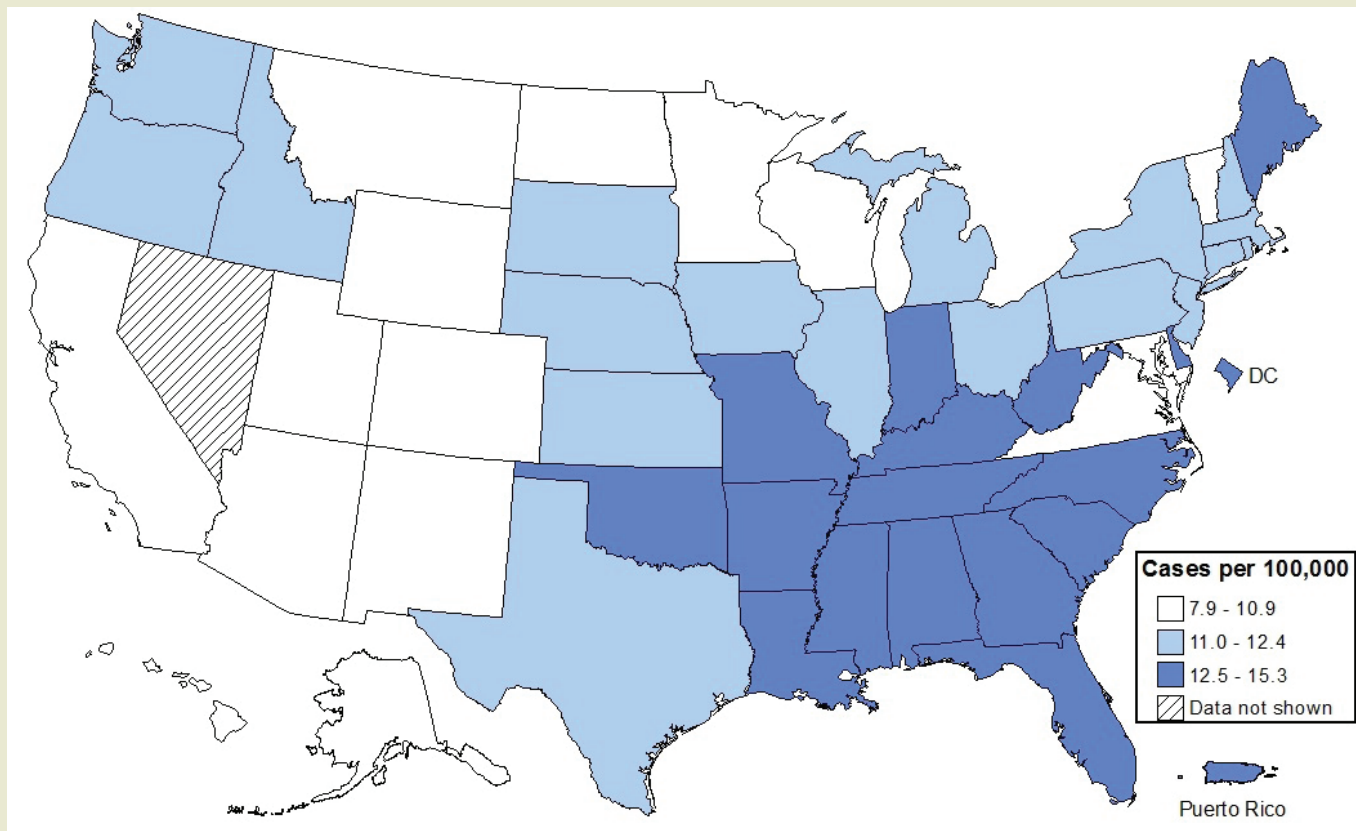 DC
Cases per 100,000
7.9 - 10.9
11.0 - 12.4
12.5 - 15.3
Data not shown
Puerto Rico